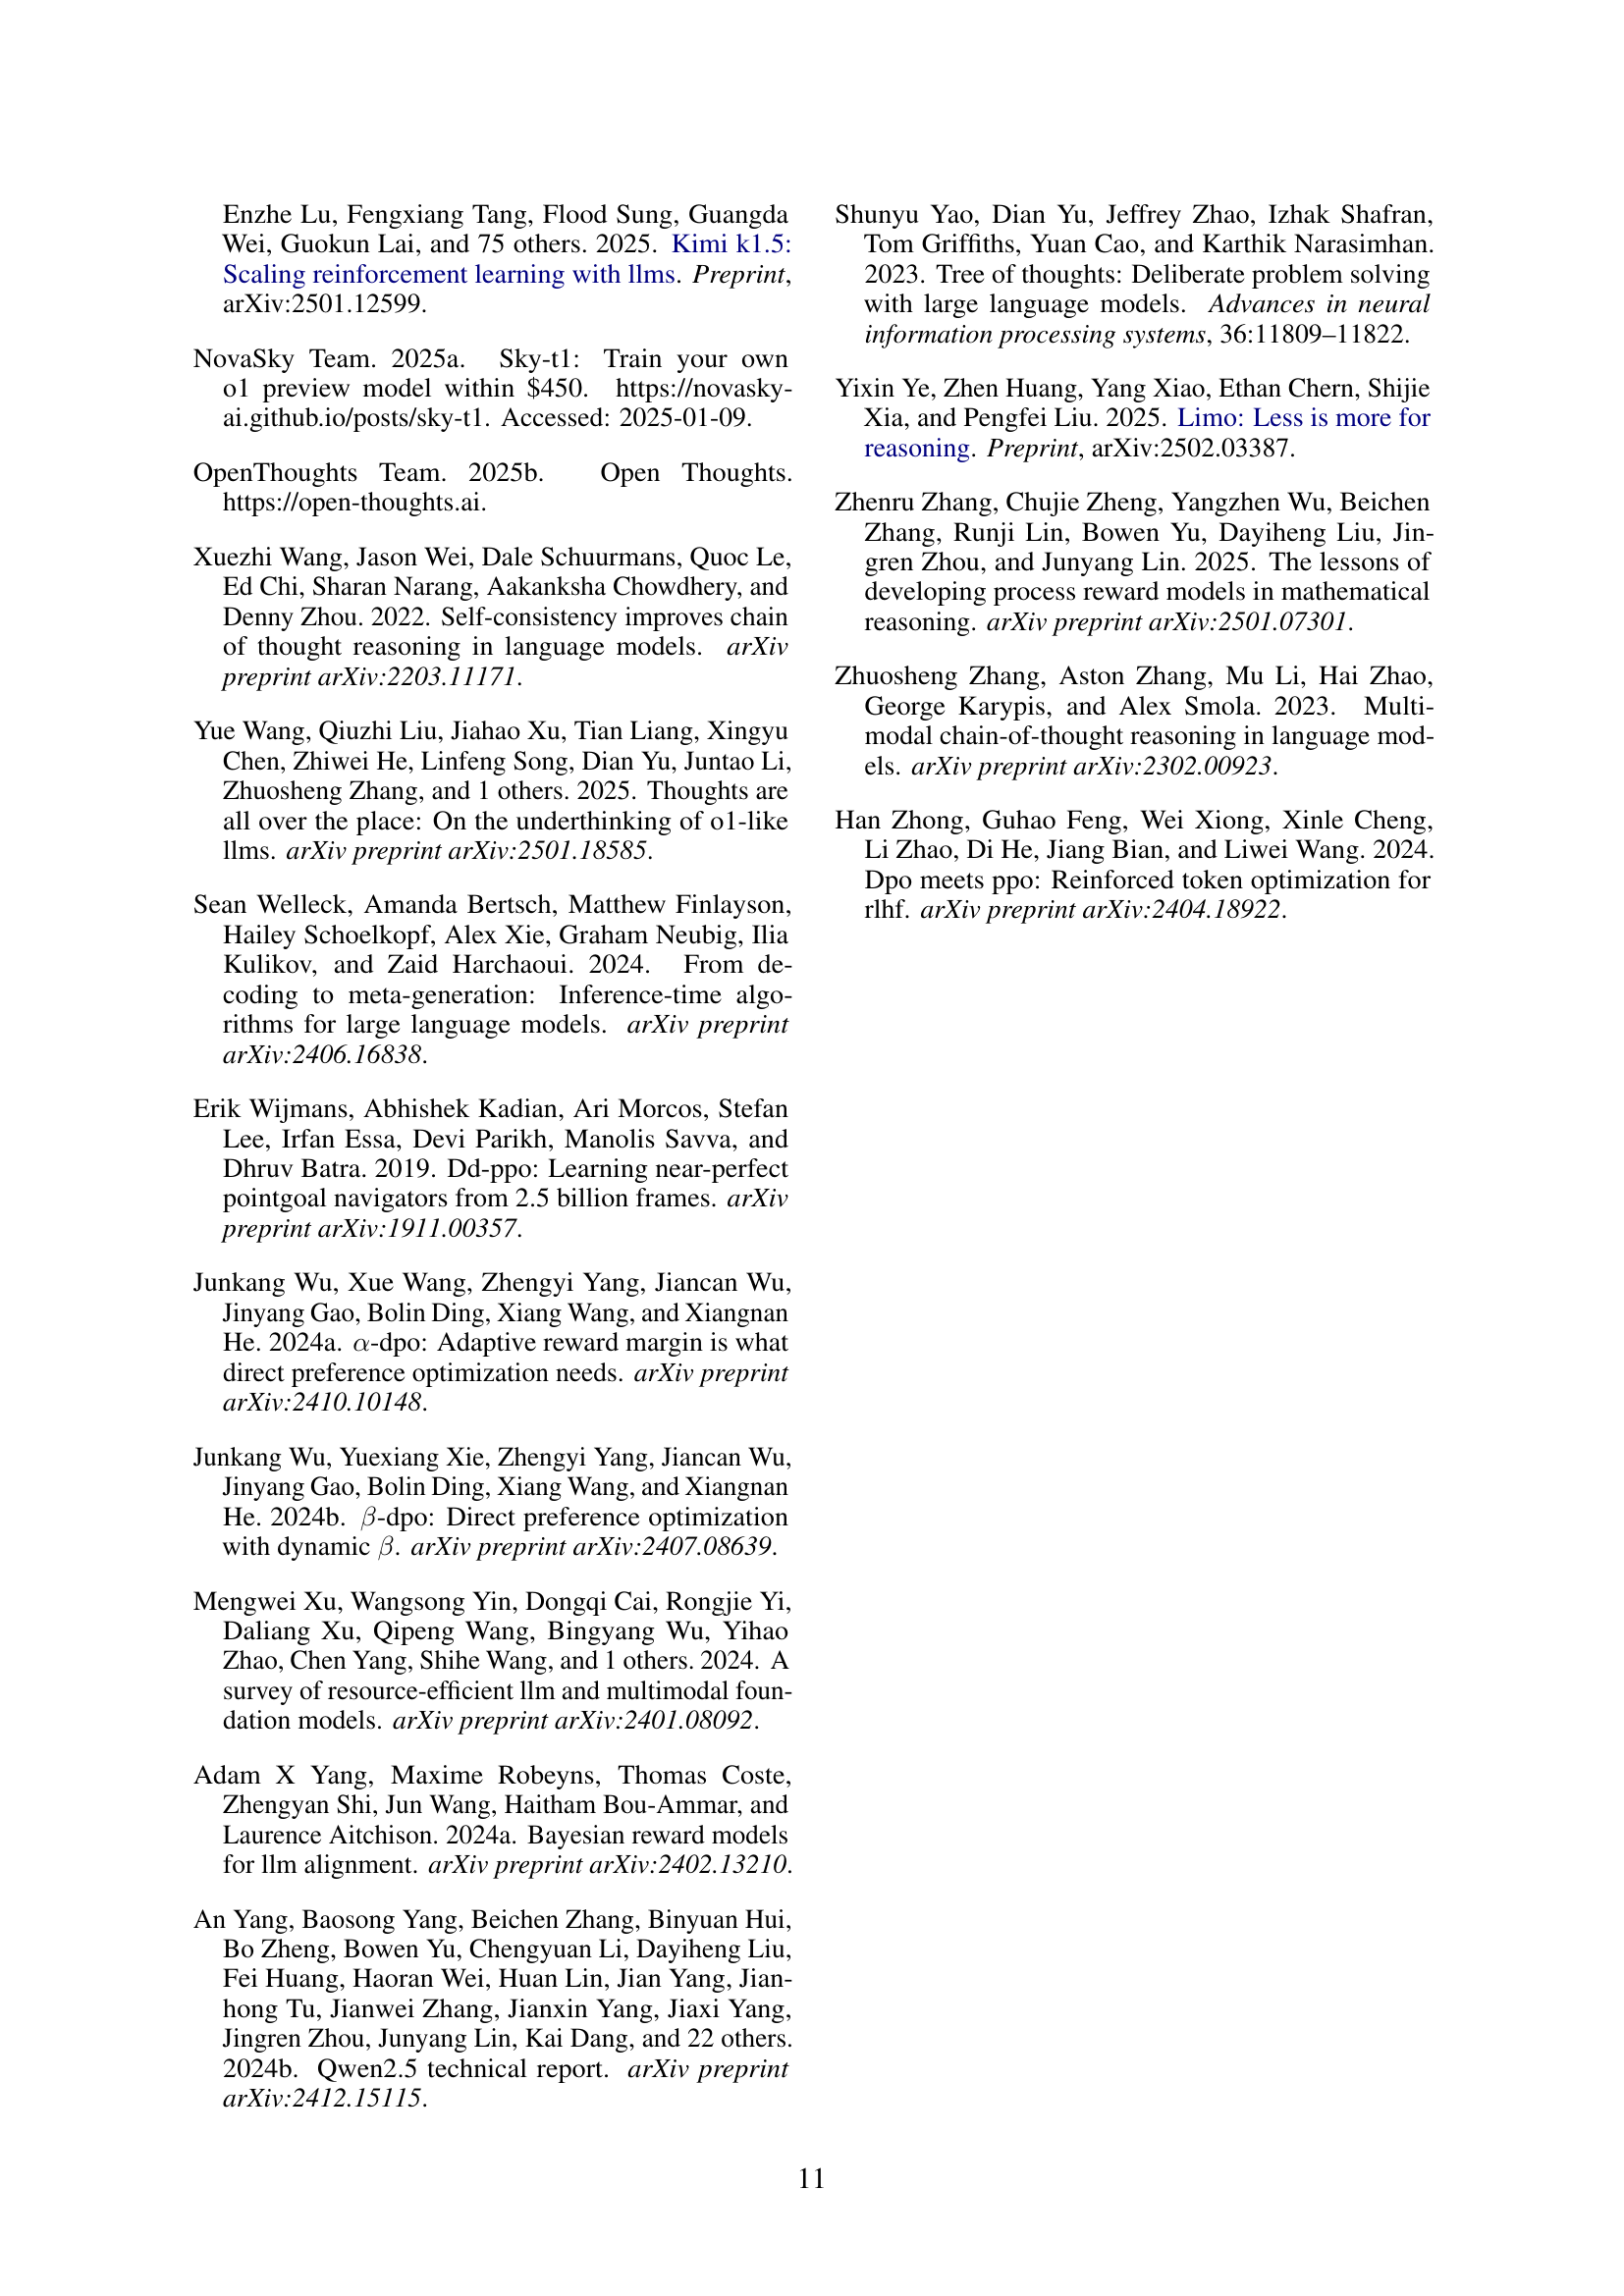 Enzhe Lu, Fengxiang Tang, Flood Sung, Guangda
Wei, Guokun Lai, and 75 others. 2025. Kimi k1.5:
Scaling reinforcement learning with llms. Preprint,
arXiv:2501.12599.
NovaSky Team. 2025a. Sky-t1: Train your own
o1 preview model within $450. https://novasky-
ai.github.io/posts/sky-t1. Accessed: 2025-01-09.
OpenThoughts Team. 2025b. Open Thoughts.
https://open-thoughts.ai.
Xuezhi Wang, Jason Wei, Dale Schuurmans, Quoc Le,
Ed Chi, Sharan Narang, Aakanksha Chowdhery, and
Denny Zhou. 2022. Self-consistency improves chain
of thought reasoning in language models. arXiv
preprint arXiv:2203.11171.
Yue Wang, Qiuzhi Liu, Jiahao Xu, Tian Liang, Xingyu
Chen, Zhiwei He, Linfeng Song, Dian Yu, Juntao Li,
Zhuosheng Zhang, and 1 others. 2025. Thoughts are
all over the place: On the underthinking of o1-like
llms. arXiv preprint arXiv:2501.18585.
Sean Welleck, Amanda Bertsch, Matthew Finlayson,
Hailey Schoelkopf, Alex Xie, Graham Neubig, Ilia
Kulikov, and Zaid Harchaoui. 2024. From de-
coding to meta-generation: Inference-time algo-
rithms for large language models. arXiv preprint
arXiv:2406.16838.
Erik Wijmans, Abhishek Kadian, Ari Morcos, Stefan
Lee, Irfan Essa, Devi Parikh, Manolis Savva, and
Dhruv Batra. 2019. Dd-ppo: Learning near-perfect
pointgoal navigators from 2.5 billion frames. arXiv
preprint arXiv:1911.00357.
Junkang Wu, Xue Wang, Zhengyi Yang, Jiancan Wu,
Jinyang Gao, Bolin Ding, Xiang Wang, and Xiangnan
He. 2024a. α-dpo: Adaptive reward margin is what
direct preference optimization needs. arXiv preprint
arXiv:2410.10148.
Junkang Wu, Yuexiang Xie, Zhengyi Yang, Jiancan Wu,
Jinyang Gao, Bolin Ding, Xiang Wang, and Xiangnan
He. 2024b. β-dpo: Direct preference optimization
with dynamic β. arXiv preprint arXiv:2407.08639.
Mengwei Xu, Wangsong Yin, Dongqi Cai, Rongjie Yi,
Daliang Xu, Qipeng Wang, Bingyang Wu, Yihao
Zhao, Chen Yang, Shihe Wang, and 1 others. 2024. A
survey of resource-efficient llm and multimodal foun-
dation models. arXiv preprint arXiv:2401.08092.
Adam X Yang, Maxime Robeyns, Thomas Coste,
Zhengyan Shi, Jun Wang, Haitham Bou-Ammar, and
Laurence Aitchison. 2024a. Bayesian reward models
for llm alignment. arXiv preprint arXiv:2402.13210.
An Yang, Baosong Yang, Beichen Zhang, Binyuan Hui,
Bo Zheng, Bowen Yu, Chengyuan Li, Dayiheng Liu,
Fei Huang, Haoran Wei, Huan Lin, Jian Yang, Jian-
hong Tu, Jianwei Zhang, Jianxin Yang, Jiaxi Yang,
Jingren Zhou, Junyang Lin, Kai Dang, and 22 others.
2024b. Qwen2.5 technical report. arXiv preprint
arXiv:2412.15115.
Shunyu Yao, Dian Yu, Jeffrey Zhao, Izhak Shafran,
Tom Griffiths, Yuan Cao, and Karthik Narasimhan.
2023. Tree of thoughts: Deliberate problem solving
with large language models. Advances in neural
information processing systems, 36:11809–11822.
Yixin Ye, Zhen Huang, Yang Xiao, Ethan Chern, Shijie
Xia, and Pengfei Liu. 2025. Limo: Less is more for
reasoning. Preprint, arXiv:2502.03387.
Zhenru Zhang, Chujie Zheng, Yangzhen Wu, Beichen
Zhang, Runji Lin, Bowen Yu, Dayiheng Liu, Jin-
gren Zhou, and Junyang Lin. 2025. The lessons of
developing process reward models in mathematical
reasoning. arXiv preprint arXiv:2501.07301.
Zhuosheng Zhang, Aston Zhang, Mu Li, Hai Zhao,
George Karypis, and Alex Smola. 2023. Multi-
modal chain-of-thought reasoning in language mod-
els. arXiv preprint arXiv:2302.00923.
Han Zhong, Guhao Feng, Wei Xiong, Xinle Cheng,
Li Zhao, Di He, Jiang Bian, and Liwei Wang. 2024.
Dpo meets ppo: Reinforced token optimization for
rlhf. arXiv preprint arXiv:2404.18922.
11